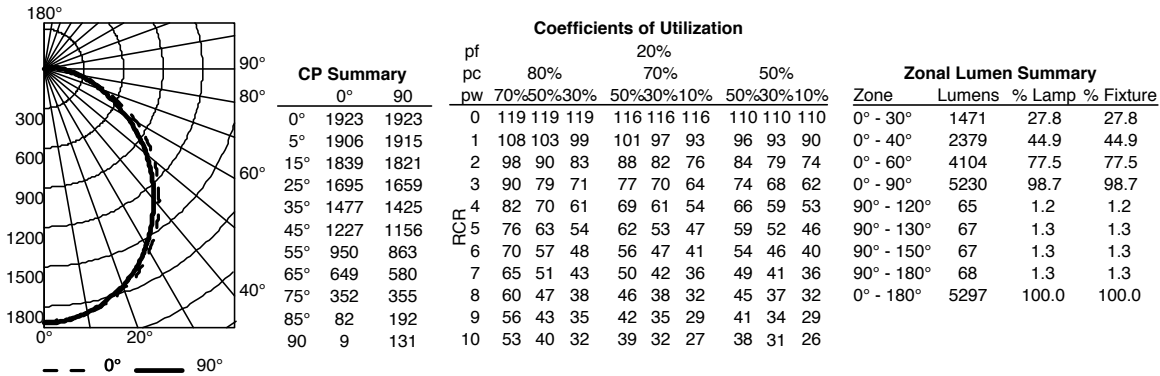 180°
90°
80°
60°
40°
300
600
900
1200
1500
1800
0° 20°
0° 90°
CP Summary
0° 90
0° 1923 1923
5° 1906 1915
15° 1839 1821
25° 1695 1659
35° 1477 1425
45° 1227 1156
55° 950 863
65° 649 580
75° 352 355
85° 82 192
90 9 131
Coefficients of Utilization
pf 20%
pc 80% 70% 50%
pw 70%50%30% 50%30%10% 50%30%10%
RCR
0 119 119 119 116 116 116 110 110 110
1 108 103 99 101 97 93 96 93 90
2 98 90 83 88 82 76 84 79 74
3 90 79 71 77 70 64 74 68 62
4 82 70 61 69 61 54 66 59 53
5 76 63 54 62 53 47 59 52 46
6 70 57 48 56 47 41 54 46 40
7 65 51 43 50 42 36 49 41 36
8 60 47 38 46 38 32 45 37 32
9 56 43 35 42 35 29 41 34 29
10 53 40 32 39 32 27 38 31 26
Zonal Lumen Summary
Zone Lumens % Lamp % Fixture
0° - 30° 1471 27.8 27.8
0° - 40° 2379 44.9 44.9
0° - 60° 4104 77.5 77.5
0° - 90° 5230 98.7 98.7
90° - 120° 65 1.2 1.2
90° - 130° 67 1.3 1.3
90° - 150° 67 1.3 1.3
90° - 180° 68 1.3 1.3
0° - 180° 5297 100.0 100.0